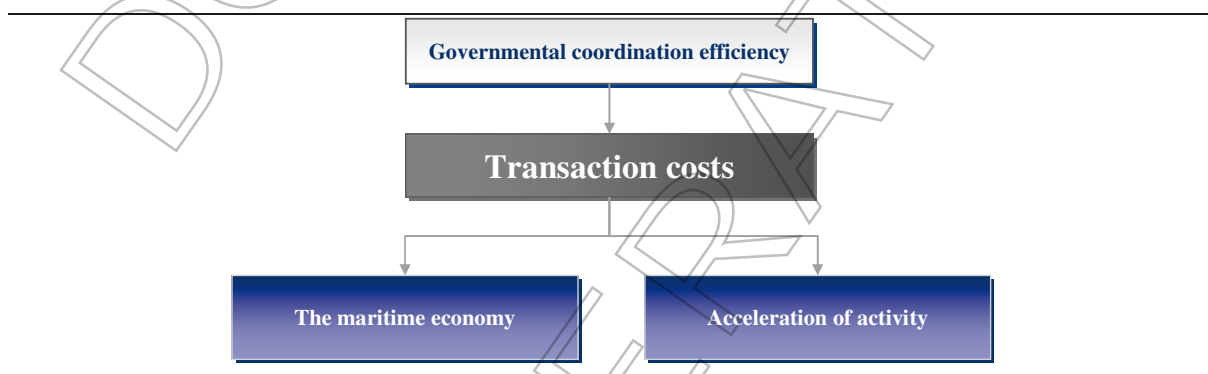 Governmental coordination efficiency
Transaction costs
The maritime economy
Acceleration of activity